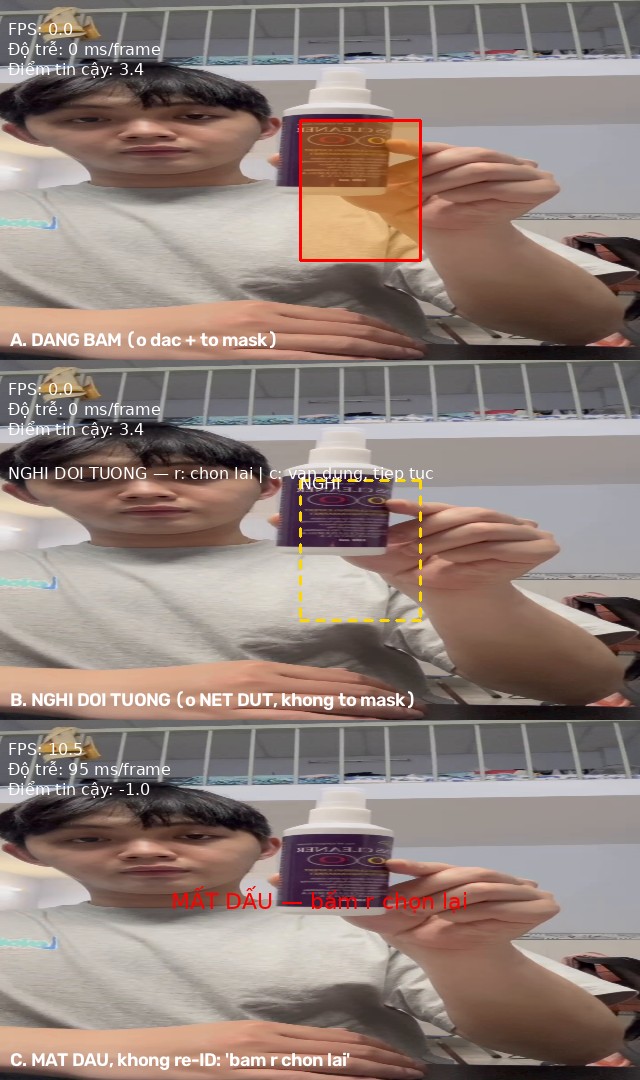 FPS: 0.0
Độ trễ: 0 ms/frame
Điểm tin cậy: 3.4
A. DANG BAM (o dac + to mask)
FPS: 0.0
Độ trễ: 0 ms/frame
Điểm tin cậy: 3.4
NGHI DOI TUONG — r: chon lai | c: van dung, tiep tuc
NGHI
B. NGHI DOI TUONG (o NET DUT, khong to mask)
FPS: 10.5
Độ trễ: 95 ms/frame
Điểm tin cậy: -1.0
CLEANER
MẤT DẤU — bấm r chọn lại
C. MAT DAU, khong re-ID: 'bam r chon lai'